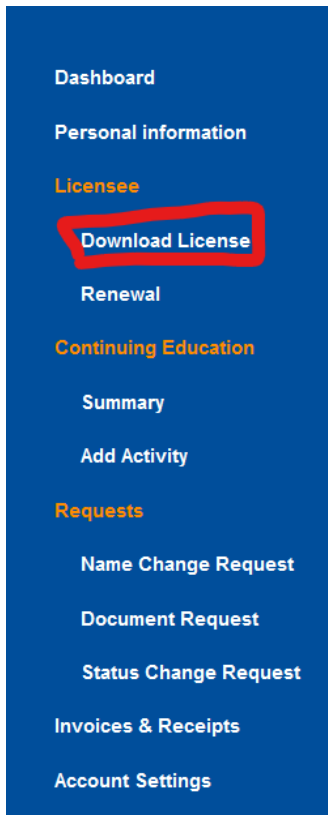 Dashboard
Personal information
Licensee
Download License
Renewal
Continuing Education
Summary
Add Activity
Requests
Name Change Request
Document Request
Status Change Request
Invoices & Receipts
Account Settings